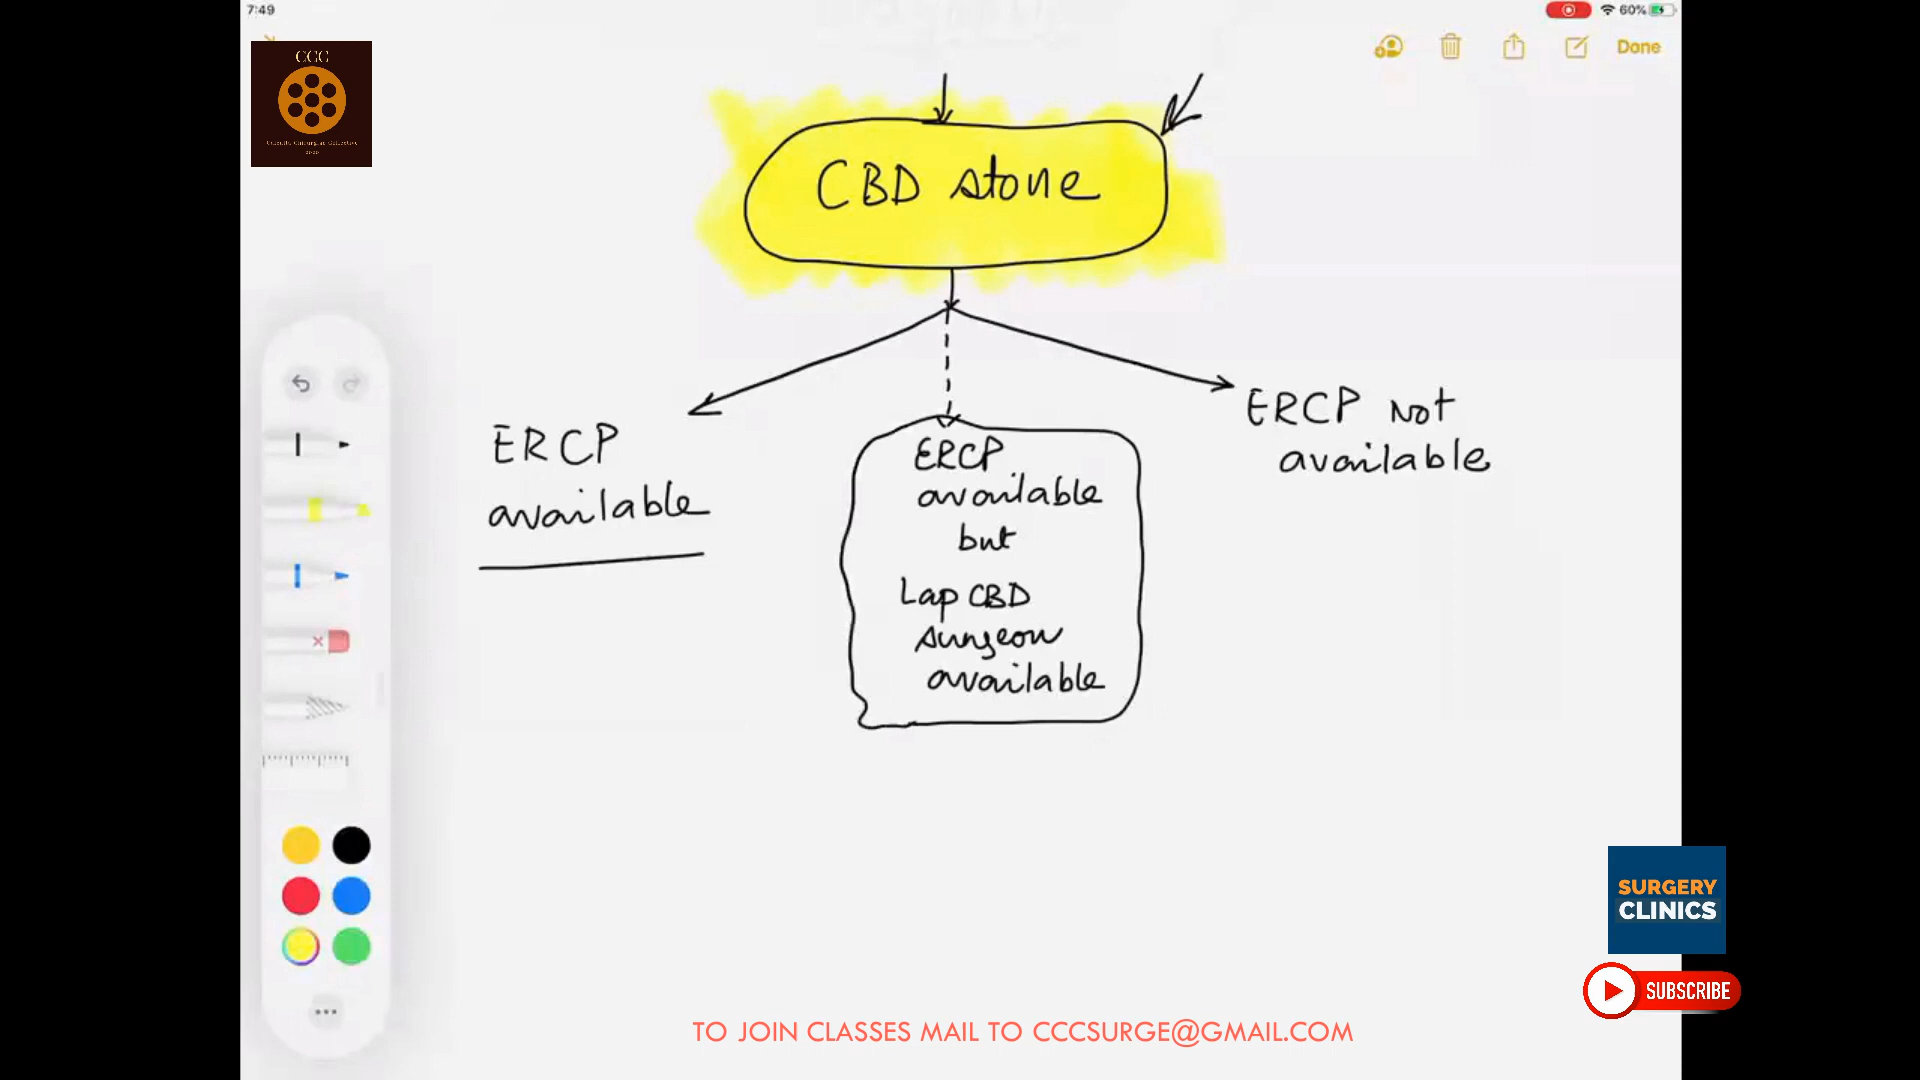 7:49
60%
CCC
2020
Done
CBD stone
ERCP
available
ERCP
available
but
Lap CBD
surgeon
available
ERCP Not
available
SURGERY
CLINICS
SUBSCRIBE
TO JOIN CLASSES MAIL TO CCCSURGE@GMAIL.COM